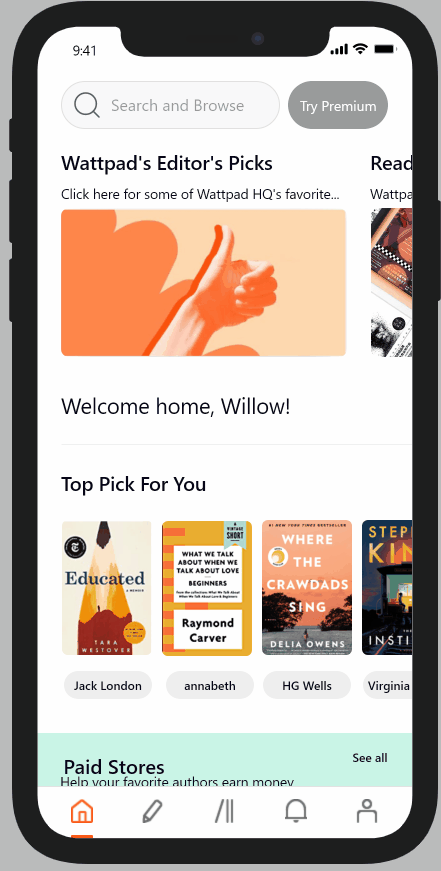 9:41
Search and Browse
Try Premium
Wattpad's Editor's Picks
Read
Click here for some of Wattpad HQ's favorite...
Wattpa
Welcome home, Willow!
Top Pick For You
Educated
A MEMOIR
TARA
WESTOVER
A VINTAGE
SHORT
WHAT WE TALK
ABOUT WHEN WE
TALK ABOUT LOVE
BEGINNERS
Raymond
Carver
#1 NEW YORK TIMES BESTSELLER
WHERE
THE
CRAWDADS
SING
DELIA OWENS
STEP
KIN
THE
INSTI
Jack London
annabeth
HG Wells
Virginia
Paid Stores
See all
Help your favorite authors earn money